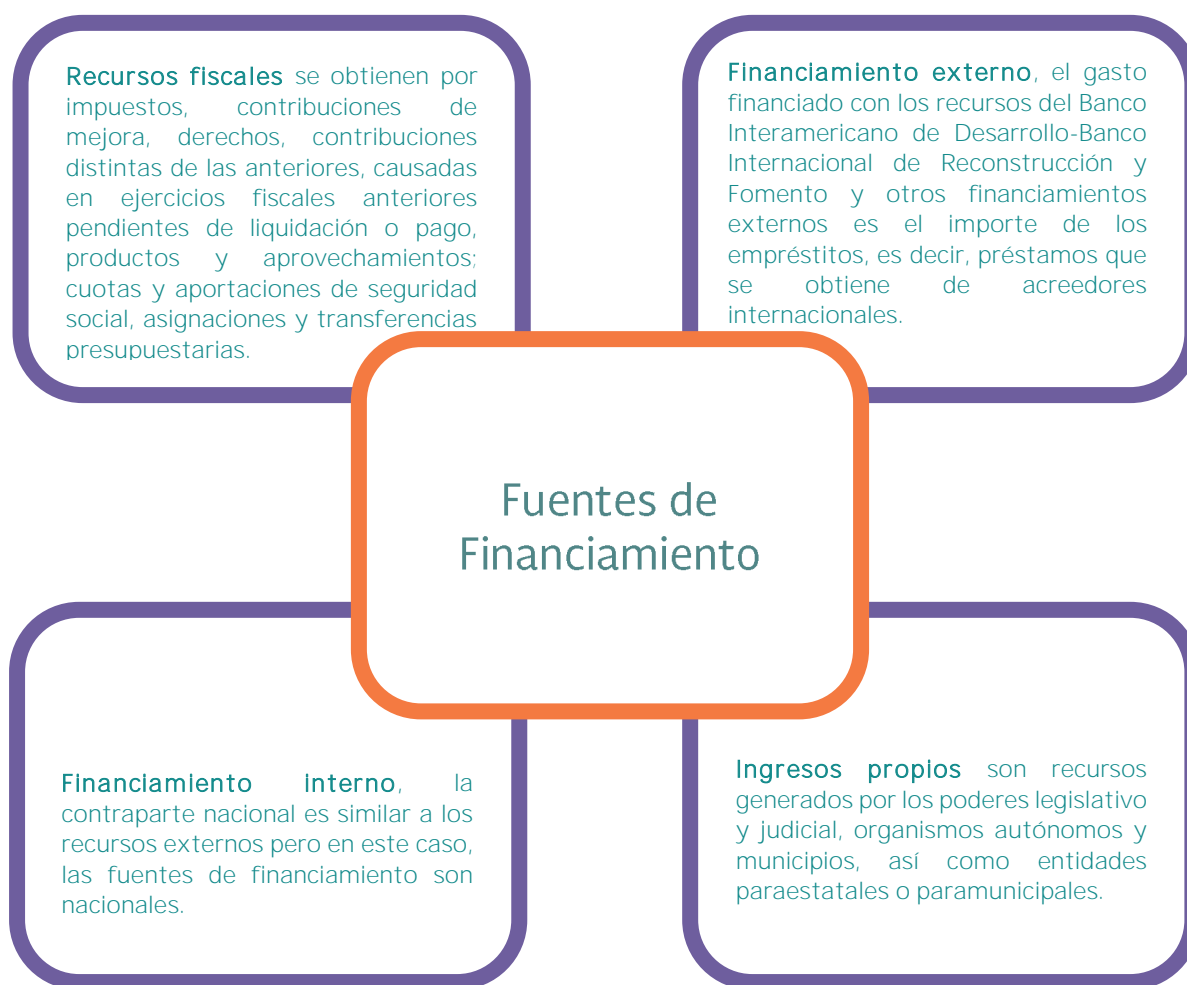 Recursos fiscales se obtienen por
impuestos, contribuciones de
mejora, derechos, contribuciones
distintas de las anteriores, causadas
en ejercicios fiscales anteriores
pendientes de liquidación o pago,
productos y aprovechamientos;
cuotas y aportaciones de seguridad
social, asignaciones y transferencias
presupuestarias.
Financiamiento externo, el gasto
financiado con los recursos del Banco
Interamericano de Desarrollo-Banco
Internacional de Reconstrucción y
Fomento y otros financiamientos
externos es el importe de los
empréstitos, es decir, préstamos que
se obtiene de acreedores
internacionales.
Fuentes de
Financiamiento
Financiamiento interno, la
contraparte nacional es similar a los
recursos externos pero en este caso,
las fuentes de financiamiento son
nacionales.
Ingresos propios son recursos
generados por los poderes legislativo
y judicial, organismos autónomos y
municipios, así como entidades
paraestatales o paramunicipales.